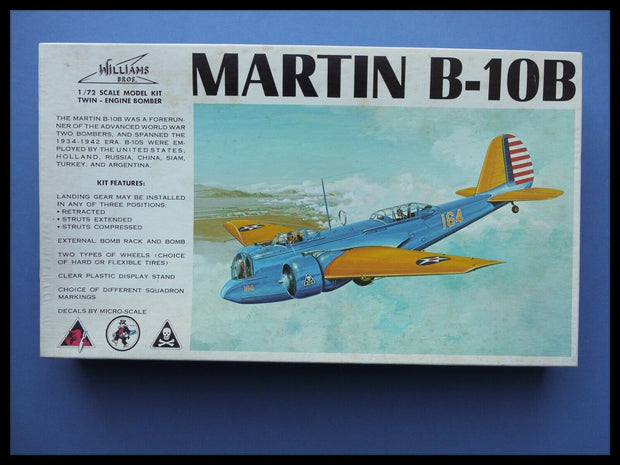 WILLIAMS
BROS.
1/72 SCALE MODEL KIT
TWIN - ENGINE BOMBER
MARTIN B-10B
THE MARTIN B-10B WAS A FORERUN-
NER OF THE ADVANCED WORLD WAR
TWO BOMBERS, AND SPANNED THE
1934-1942 ERA. B-10S WERE EM-
PLOYED BY THE UNITED STATES,
HOLLAND, RUSSIA, CHINA, SIAM,
TURKEY, AND ARGENTINA.
KIT FEATURES:
LANDING GEAR MAY BE INSTALLED
IN ANY OF THREE POSITIONS:
• RETRACTED
• STRUTS EXTENDED
• STRUTS COMPRESSED
EXTERNAL BOMB RACK AND BOMB
TWO TYPES OF WHEELS (CHOICE
OF HARD OR FLEXIBLE TIRES)
CLEAR PLASTIC DISPLAY STAND
CHOICE OF DIFFERENT SQUADRON
MARKINGS
DECALS BY MICRO-SCALE
164
164